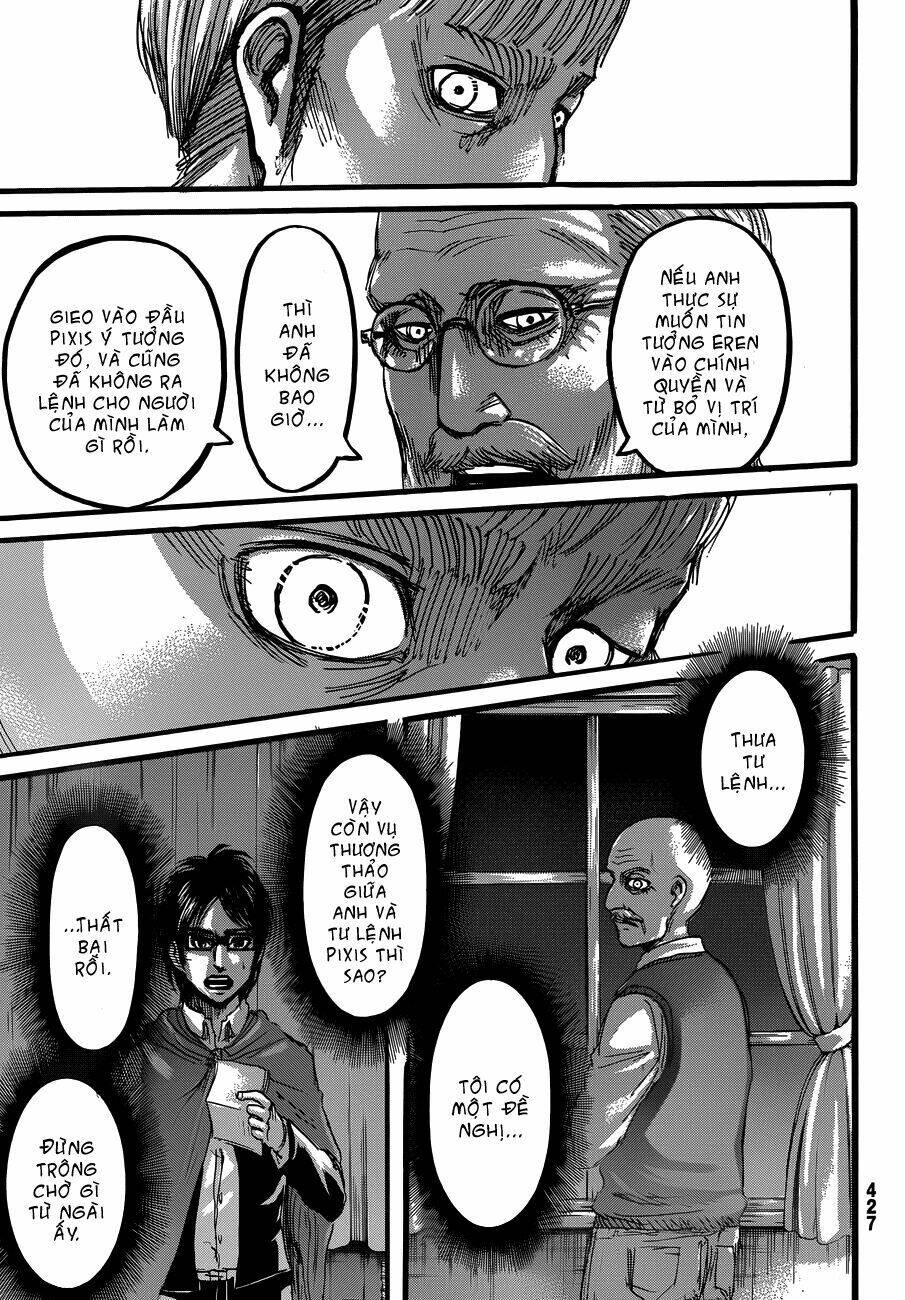 NẾU ANH
THỰC SỰ
MUỐN TIN
TƯỞNG EREN
VÀO CHÍNH
QUYỀN VÀ
TỪ BỎ VỊ TRÍ
CỦA MÌNH,
THÌ
ANH
ĐÃ
KHÔNG
BAO
GIỜ...
GIEO VÀO ĐẦU
PIXIS Ý TƯỞNG
ĐÓ, VÀ CŨNG
ĐÃ KHÔNG RA
LỆNH CHO NGƯỜI
CỦA MÌNH LÀM
GÌ RỒI.
THƯA
TƯ
LỆNH...
TÔI CÓ
MỘT ĐỀ
NGHỊ...
VẬY
CÒN VỤ
THƯƠNG
THẢO
GIỮA
ANH VÀ
TƯ LỆNH
PIXIS THÌ
SAO?
...THẤT
BẠI
RỒI.
ĐỪNG
TRÔNG
CHỜ GÌ
TỪ NGÀI
ẤY.
427